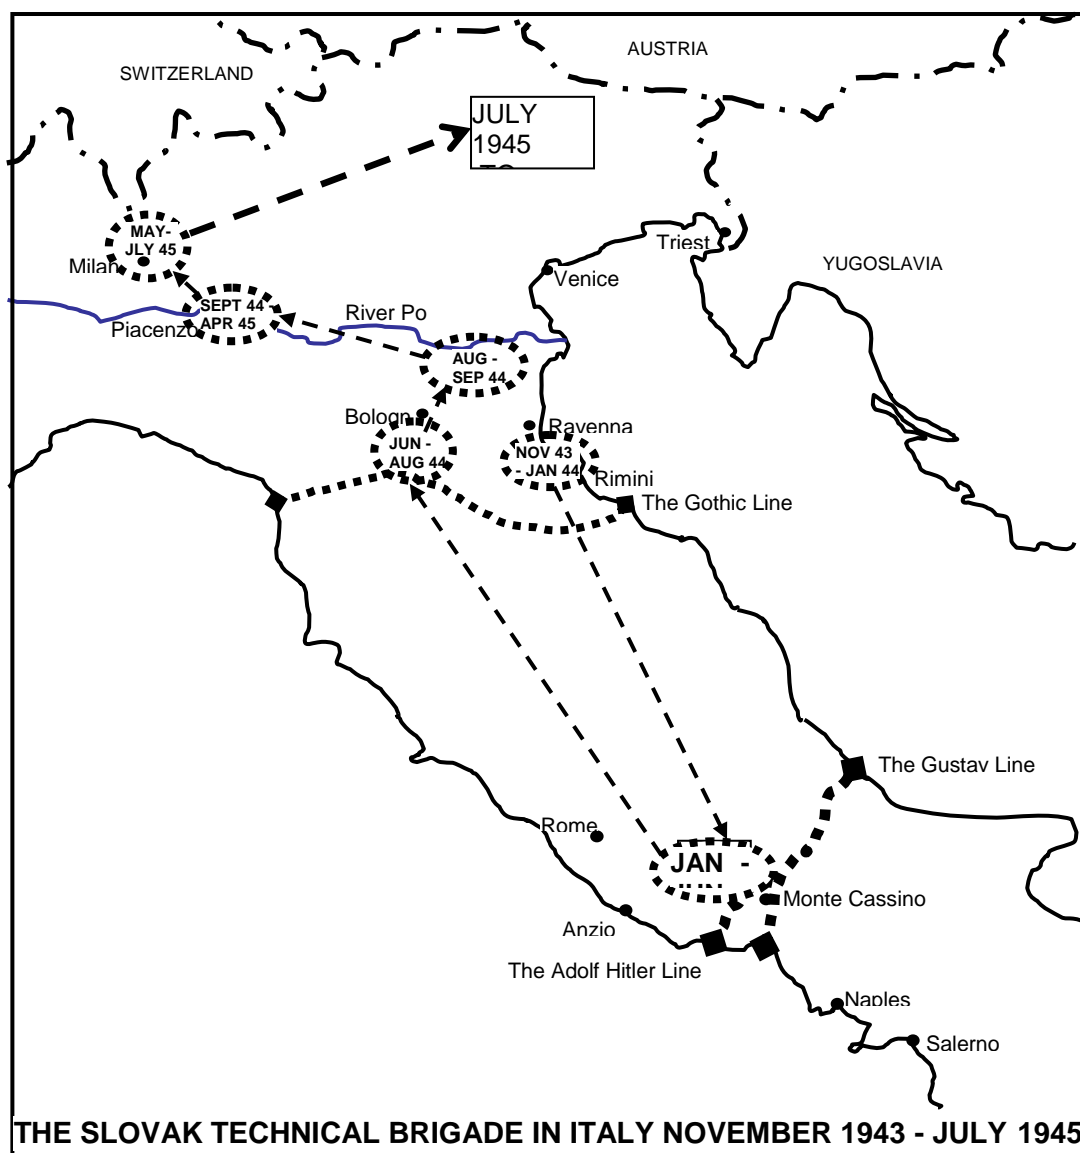 AUSTRIA
SWITZERLAND
JULY
1945
MAY-
JLY 45
Milan
Triest
Venice
YUGOSLAVIA
SEPT 44 -
APR 45
Piacenzo
River Po
AUG -
SEP 44
Bologn
Ravenna
JUN -
AUG 44
NOV 43
- JAN 44
Rimini
The Gothic Line
The Gustav Line
Rome
JAN -
Monte Cassino
Anzio
The Adolf Hitler Line
Naples
Salerno
THE SLOVAK TECHNICAL BRIGADE IN ITALY NOVEMBER 1943 - JULY 1945